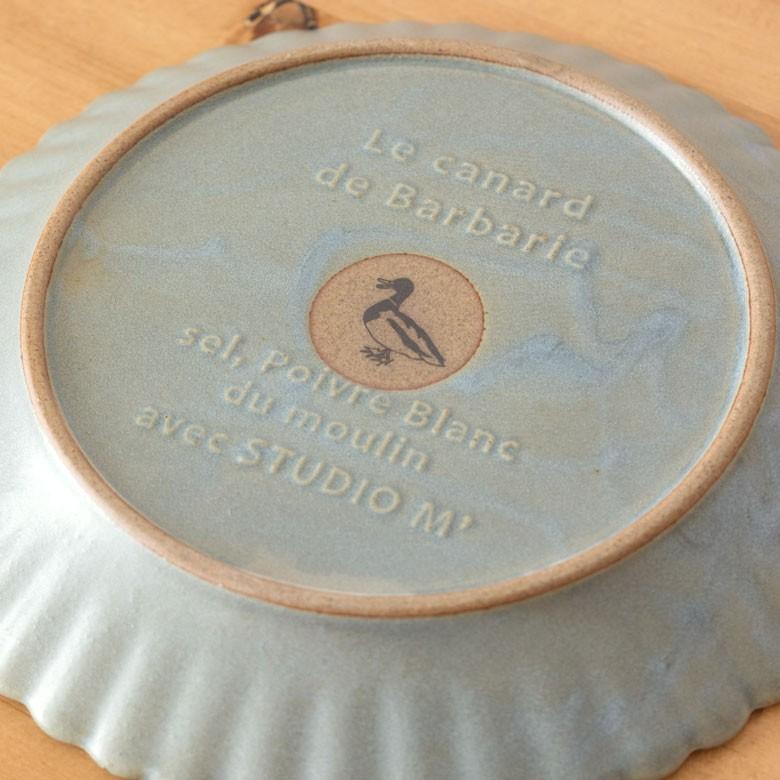 Le canard
de Barbarie
sel, Poivre Blanc
du moulin
avec STUDIO M'